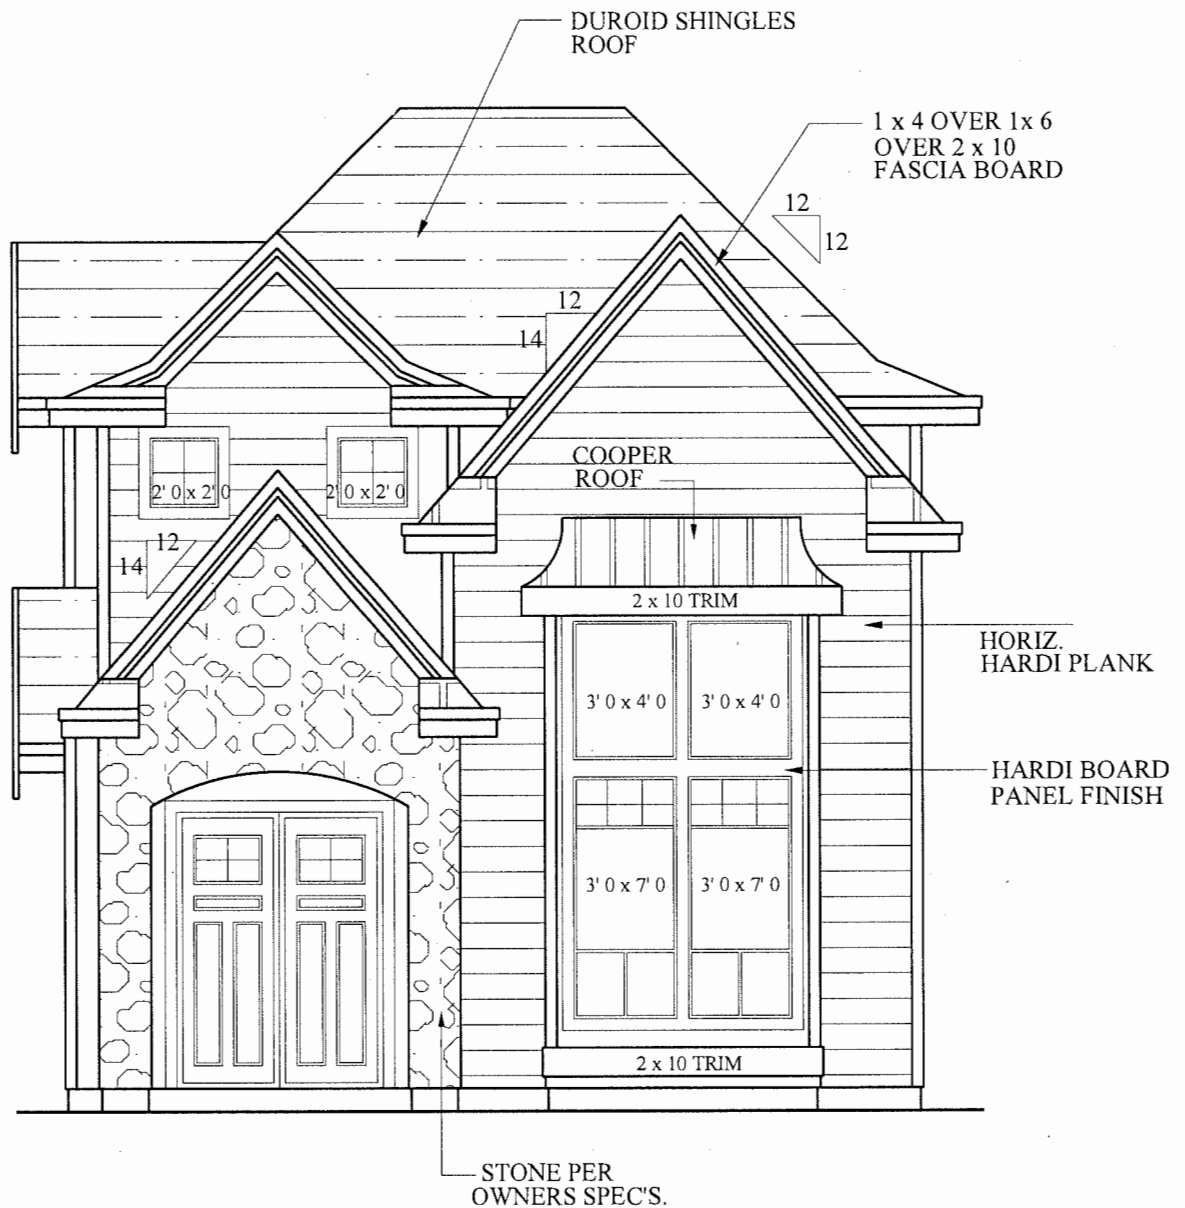 DUROID SHINGLES
ROOF
1 x 4 OVER 1x 6
OVER 2 x 10
FASCIA BOARD
12
12
12
14
COOPER
ROOF
2' 0 x 2' 0
2' 0 x 2' 0
12
14
2 x 10 TRIM
HORIZ.
HARDI PLANK
3' 0 x 4' 0
3' 0 x 4' 0
HARDI BOARD
PANEL FINISH
3' 0 x 7' 0
3' 0 x 7' 0
2 x 10 TRIM
STONE PER
OWNERS SPEC'S.